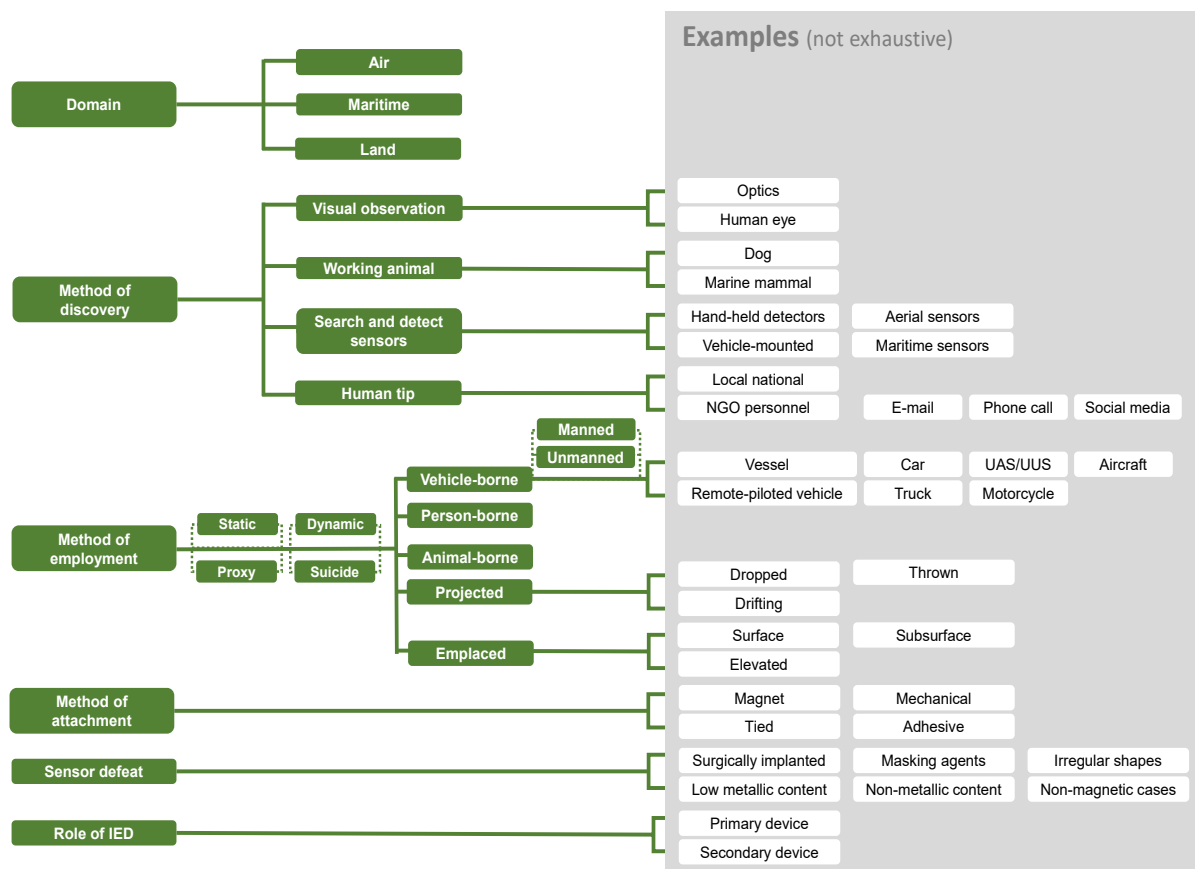 Examples (not exhaustive)
Domain
Air
Maritime
Land
Method of
discovery
Visual observation
Optics
Human eye
Working animal
Dog
Marine mammal
Search and detect
sensors
Hand-held detectors
Aerial sensors
Vehicle-mounted
Maritime sensors
Human tip
Local national
NGO personnel
E-mail
Phone call
Social media
Method of
employment
Static
Dynamic
Proxy
Suicide
Manned
Unmanned
Vehicle-borne
Vessel
Car
UAS/UUS
Aircraft
Remote-piloted vehicle
Truck
Motorcycle
Person-borne
Animal-borne
Projected
Dropped
Thrown
Drifting
Emplaced
Surface
Subsurface
Elevated
Method of
attachment
Magnet
Mechanical
Tied
Adhesive
Sensor defeat
Surgically implanted
Masking agents
Irregular shapes
Low metallic content
Non-metallic content
Non-magnetic cases
Role of IED
Primary device
Secondary device